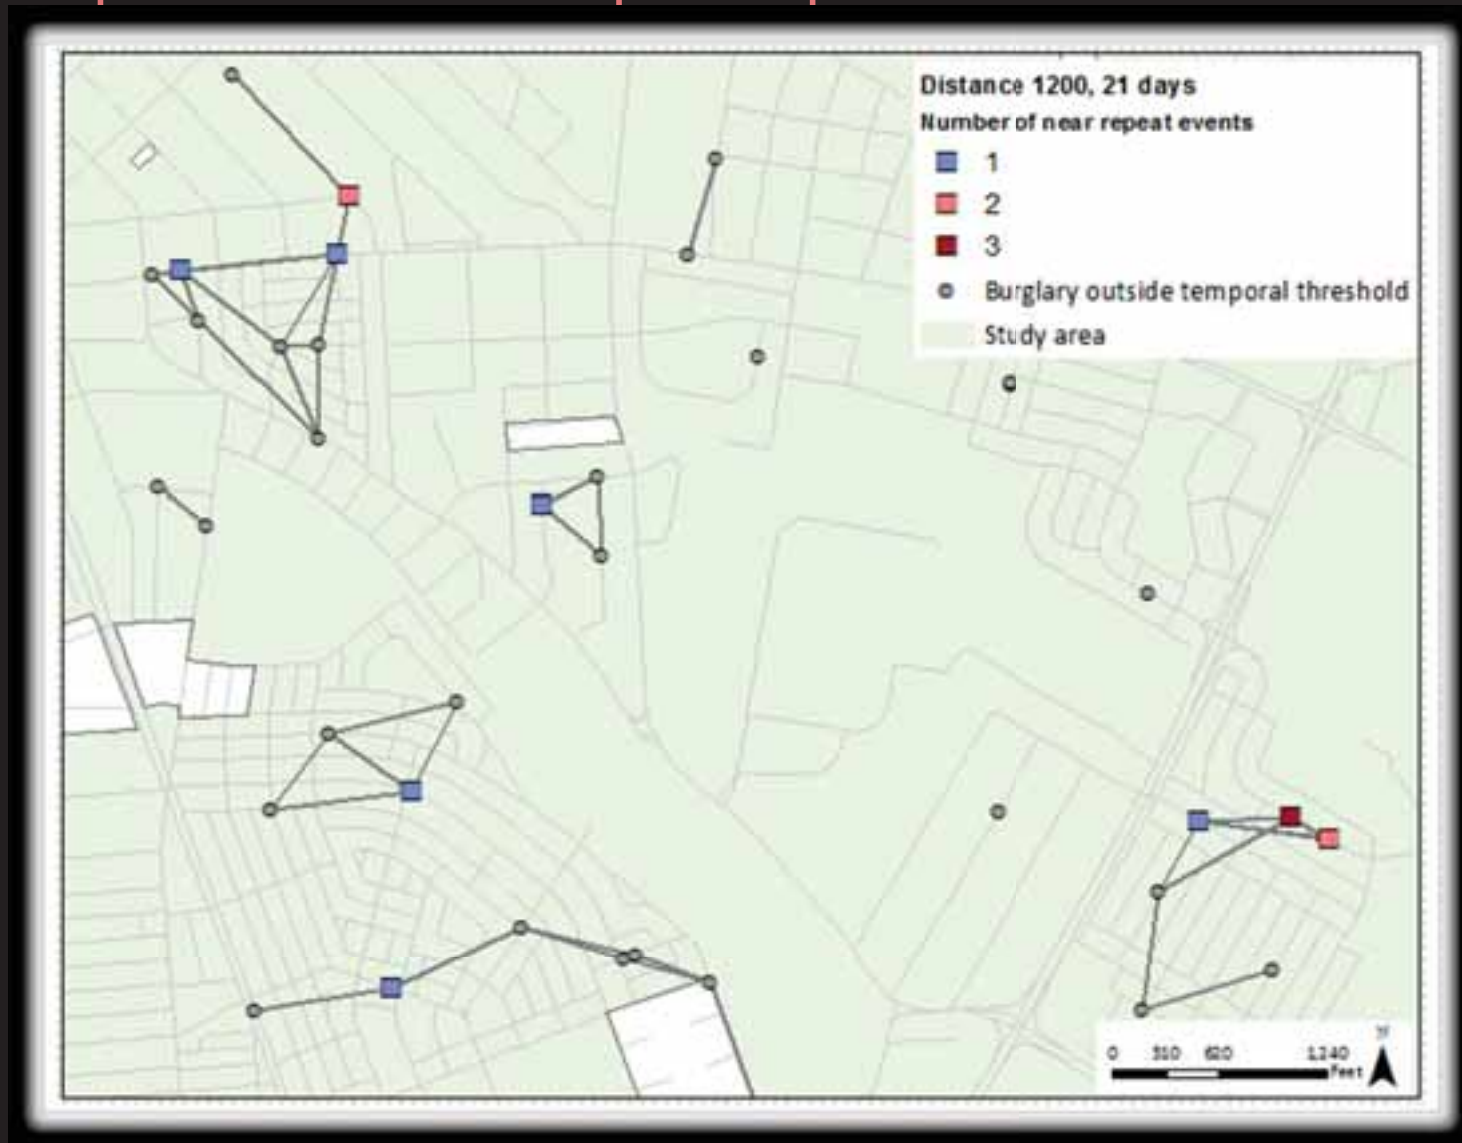 Distance 1200, 21 days
Number of near repeat events
1
2
3
Burglary outside temporal threshold
Study area
N
0 310 620 1,240
Feet